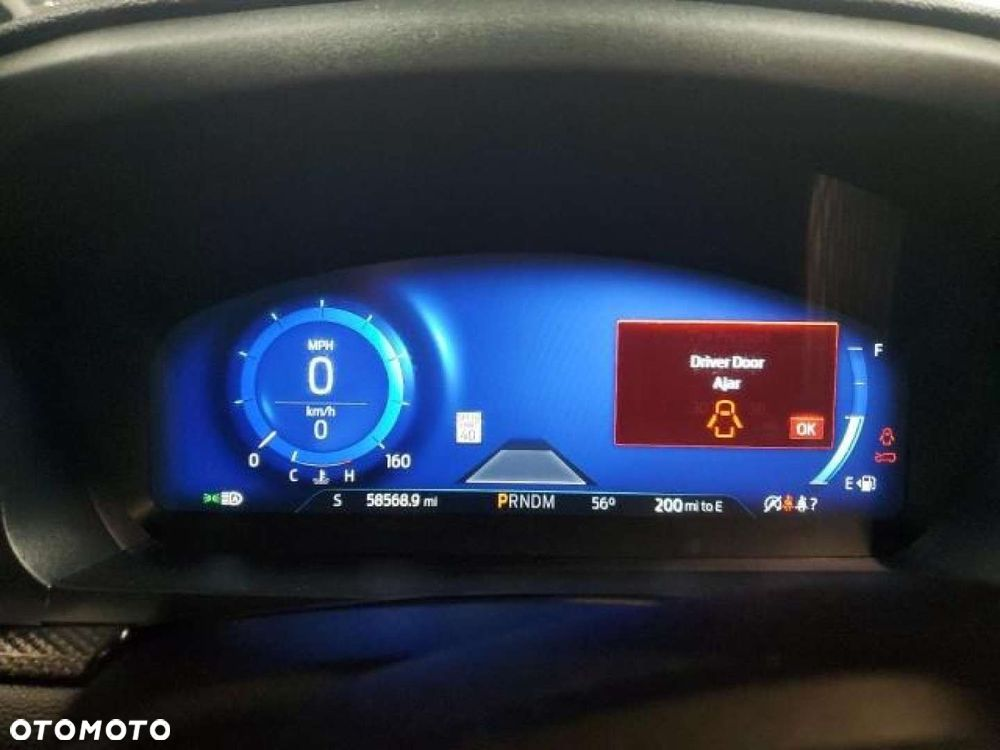 MPH
0
km/h
0
0
160
C
H
40
Driver Door
Ajar
OK
F
E
S 58568.9 mi PRNDM 56° 200 mi to E ?
OTOMOTO